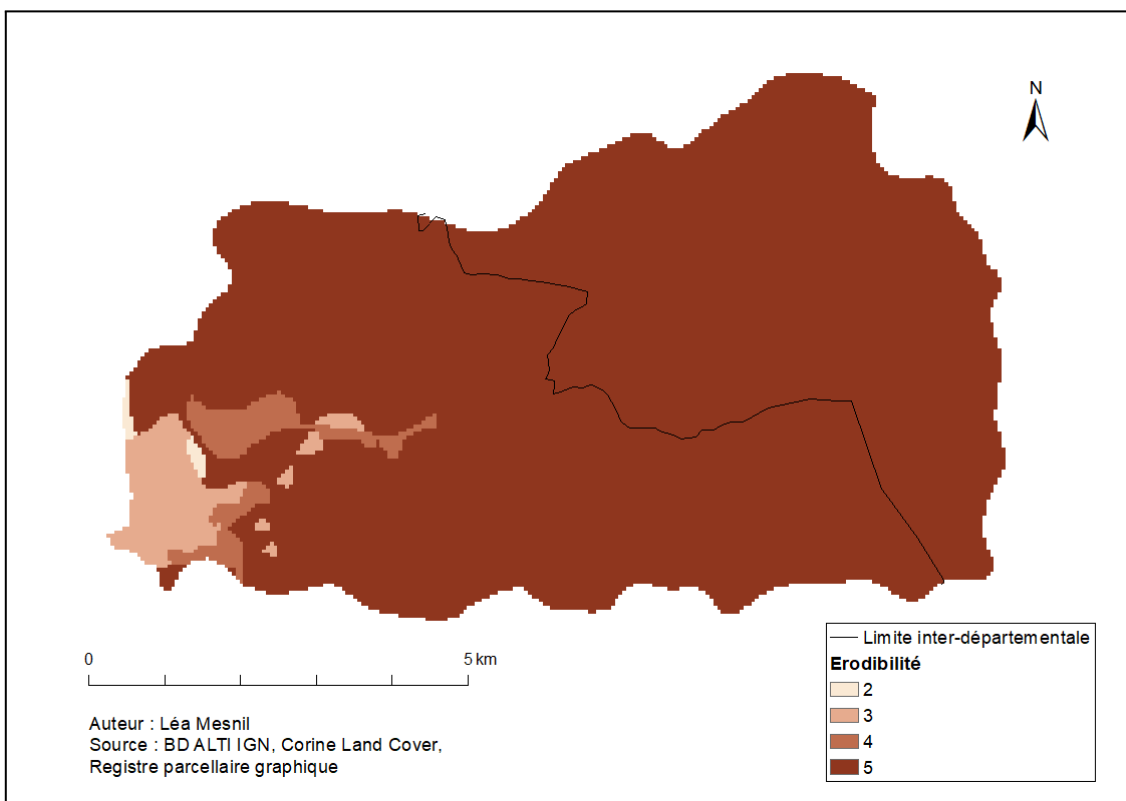 N
0
5 km
Limite inter-départementale
Erodibilité
2
3
4
5
Auteur : Léa Mesnil
Source : BD ALTI IGN, Corine Land Cover,
Registre parcellaire graphique